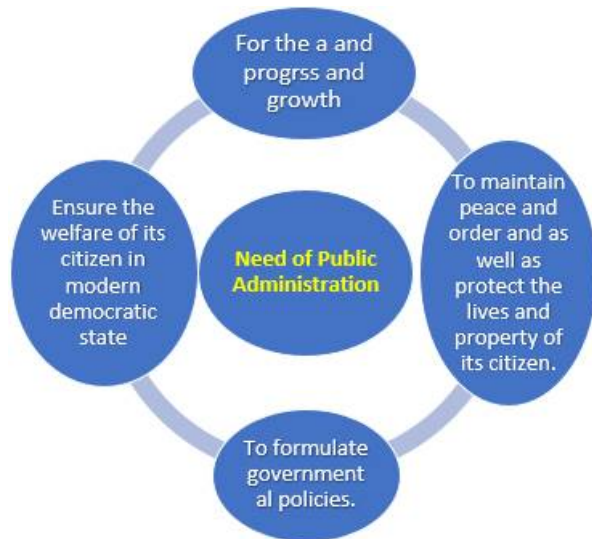 For the a and
progrss and
growth
To maintain
peace and
order and as
well as
protect the
lives and
property of
its citizen.
To formulate
government
al policies.
Ensure the
welfare of its
citizen in
modern
democratic
state
Need of Public
Administration